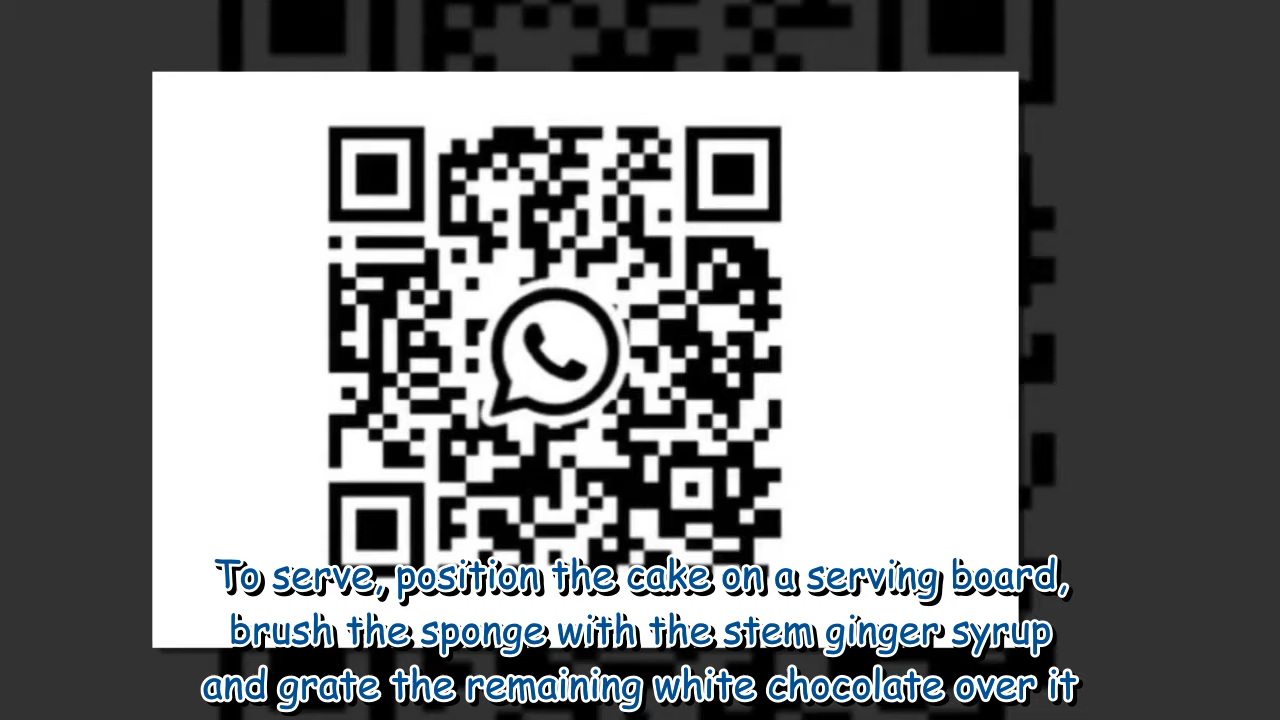 To serve, position the cake on a serving board,
brush the sponge with the stem ginger syrup
and grate the remaining white chocolate over it